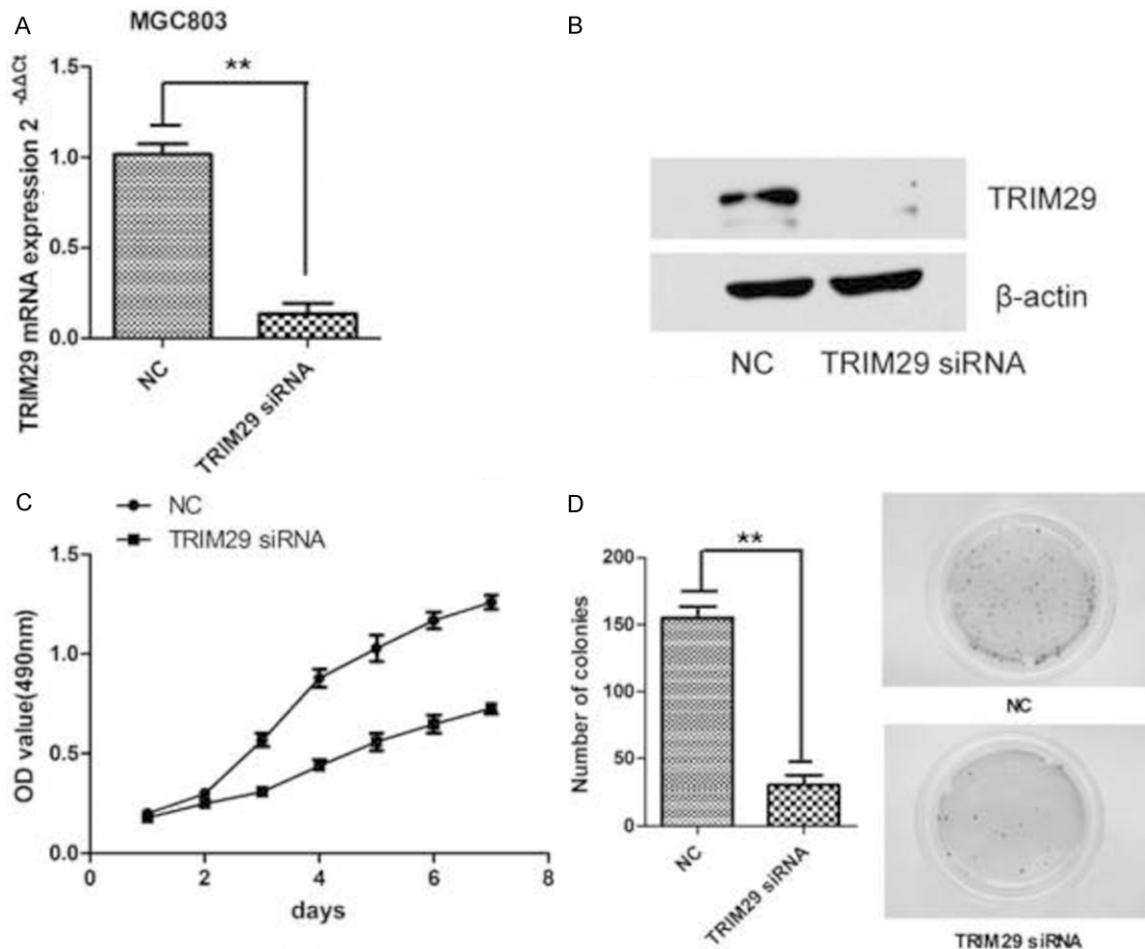 A
MGC803
TRIM29 mRNA expression 2 -ΔΔCt
1.5
1.0
0.5
0.0
**
NC
TRIM29 siRNA
B
TRIM29
β-actin
NC TRIM29 siRNA
C
NC
TRIM29 siRNA
OD value(490nm)
1.5
1.0
0.5
0.0
0 2 4 6 8
days
D
Number of colonies
200
150
100
50
0
**
NC
TRIM29 siRNA
NC
TRIM29 siRNA